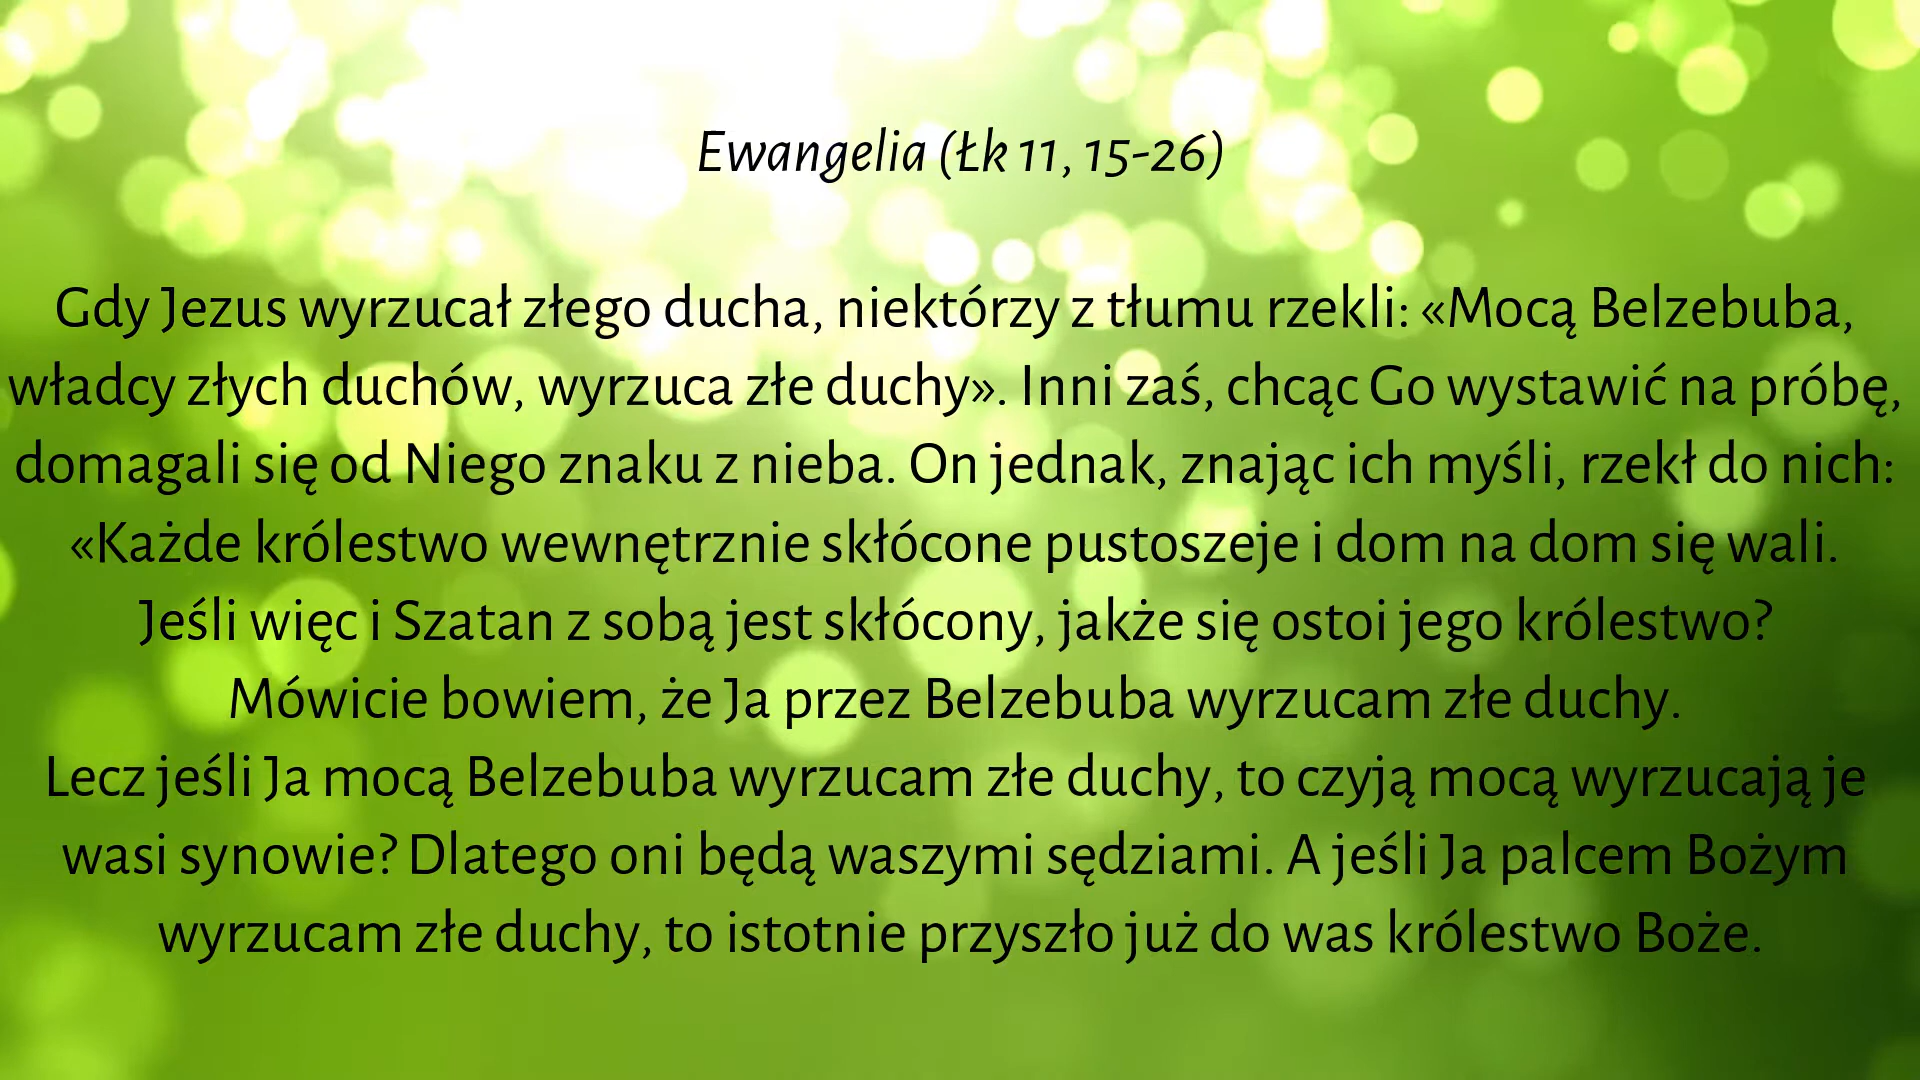 Ewangelia (Łk 11, 15-26)
Gdy Jezus wyrzucał złego ducha, niektórzy z tłumu rzekli: «Mocą Belzebuba,
władcy złych duchów, wyrzuca złe duchy». Inni zaś, chcąc Go wystawić na próbę,
domagali się od Niego znaku z nieba. On jednak, znając ich myśli, rzekł do nich:
«Każde królestwo wewnętrznie skłócone pustoszeje i dom na dom się wali.
Jeśli więc i Szatan z sobą jest skłócony, jakże się ostoi jego królestwo?
Mówicie bowiem, że Ja przez Belzebuba wyrzucam złe duchy.
Lecz jeśli Ja mocą Belzebuba wyrzucam złe duchy, to czyją mocą wyrzucają je
wasi synowie? Dlatego oni będą waszymi sędziami. A jeśli Ja palcem Bożym
wyrzucam złe duchy, to istotnie przyszło już do was królestwo Boże.